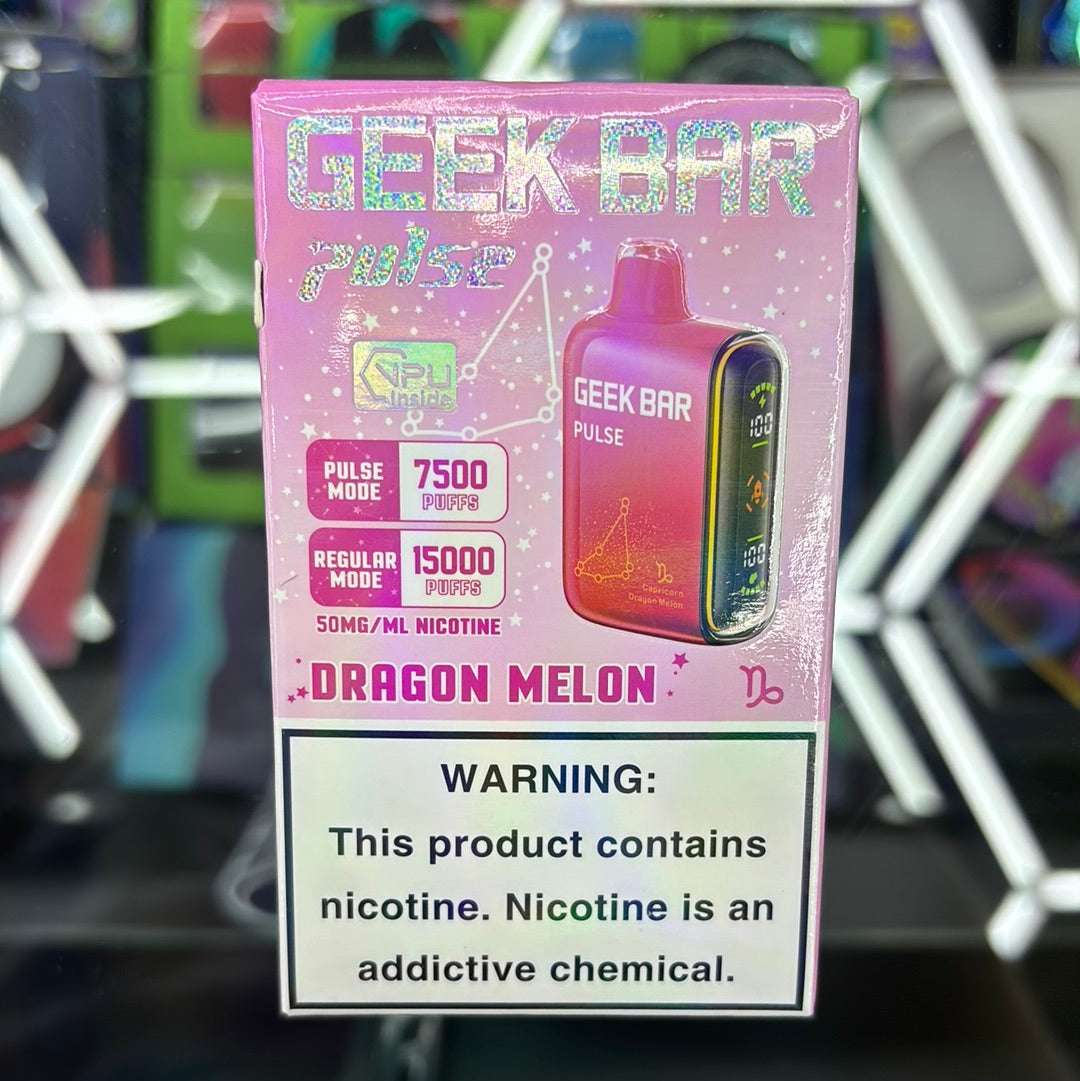 GEEK BAR
pulse
GPU
inside
PULSE
MODE
7500
PUFFS
REGULAR
MODE
15000
PUFFS
50MG/ML NICOTINE
GEEK BAR
PULSE
100
100
Capricorn
Dragon Melon
DRAGON MELON
WARNING:
This product contains
nicotine. Nicotine is an
addictive chemical.